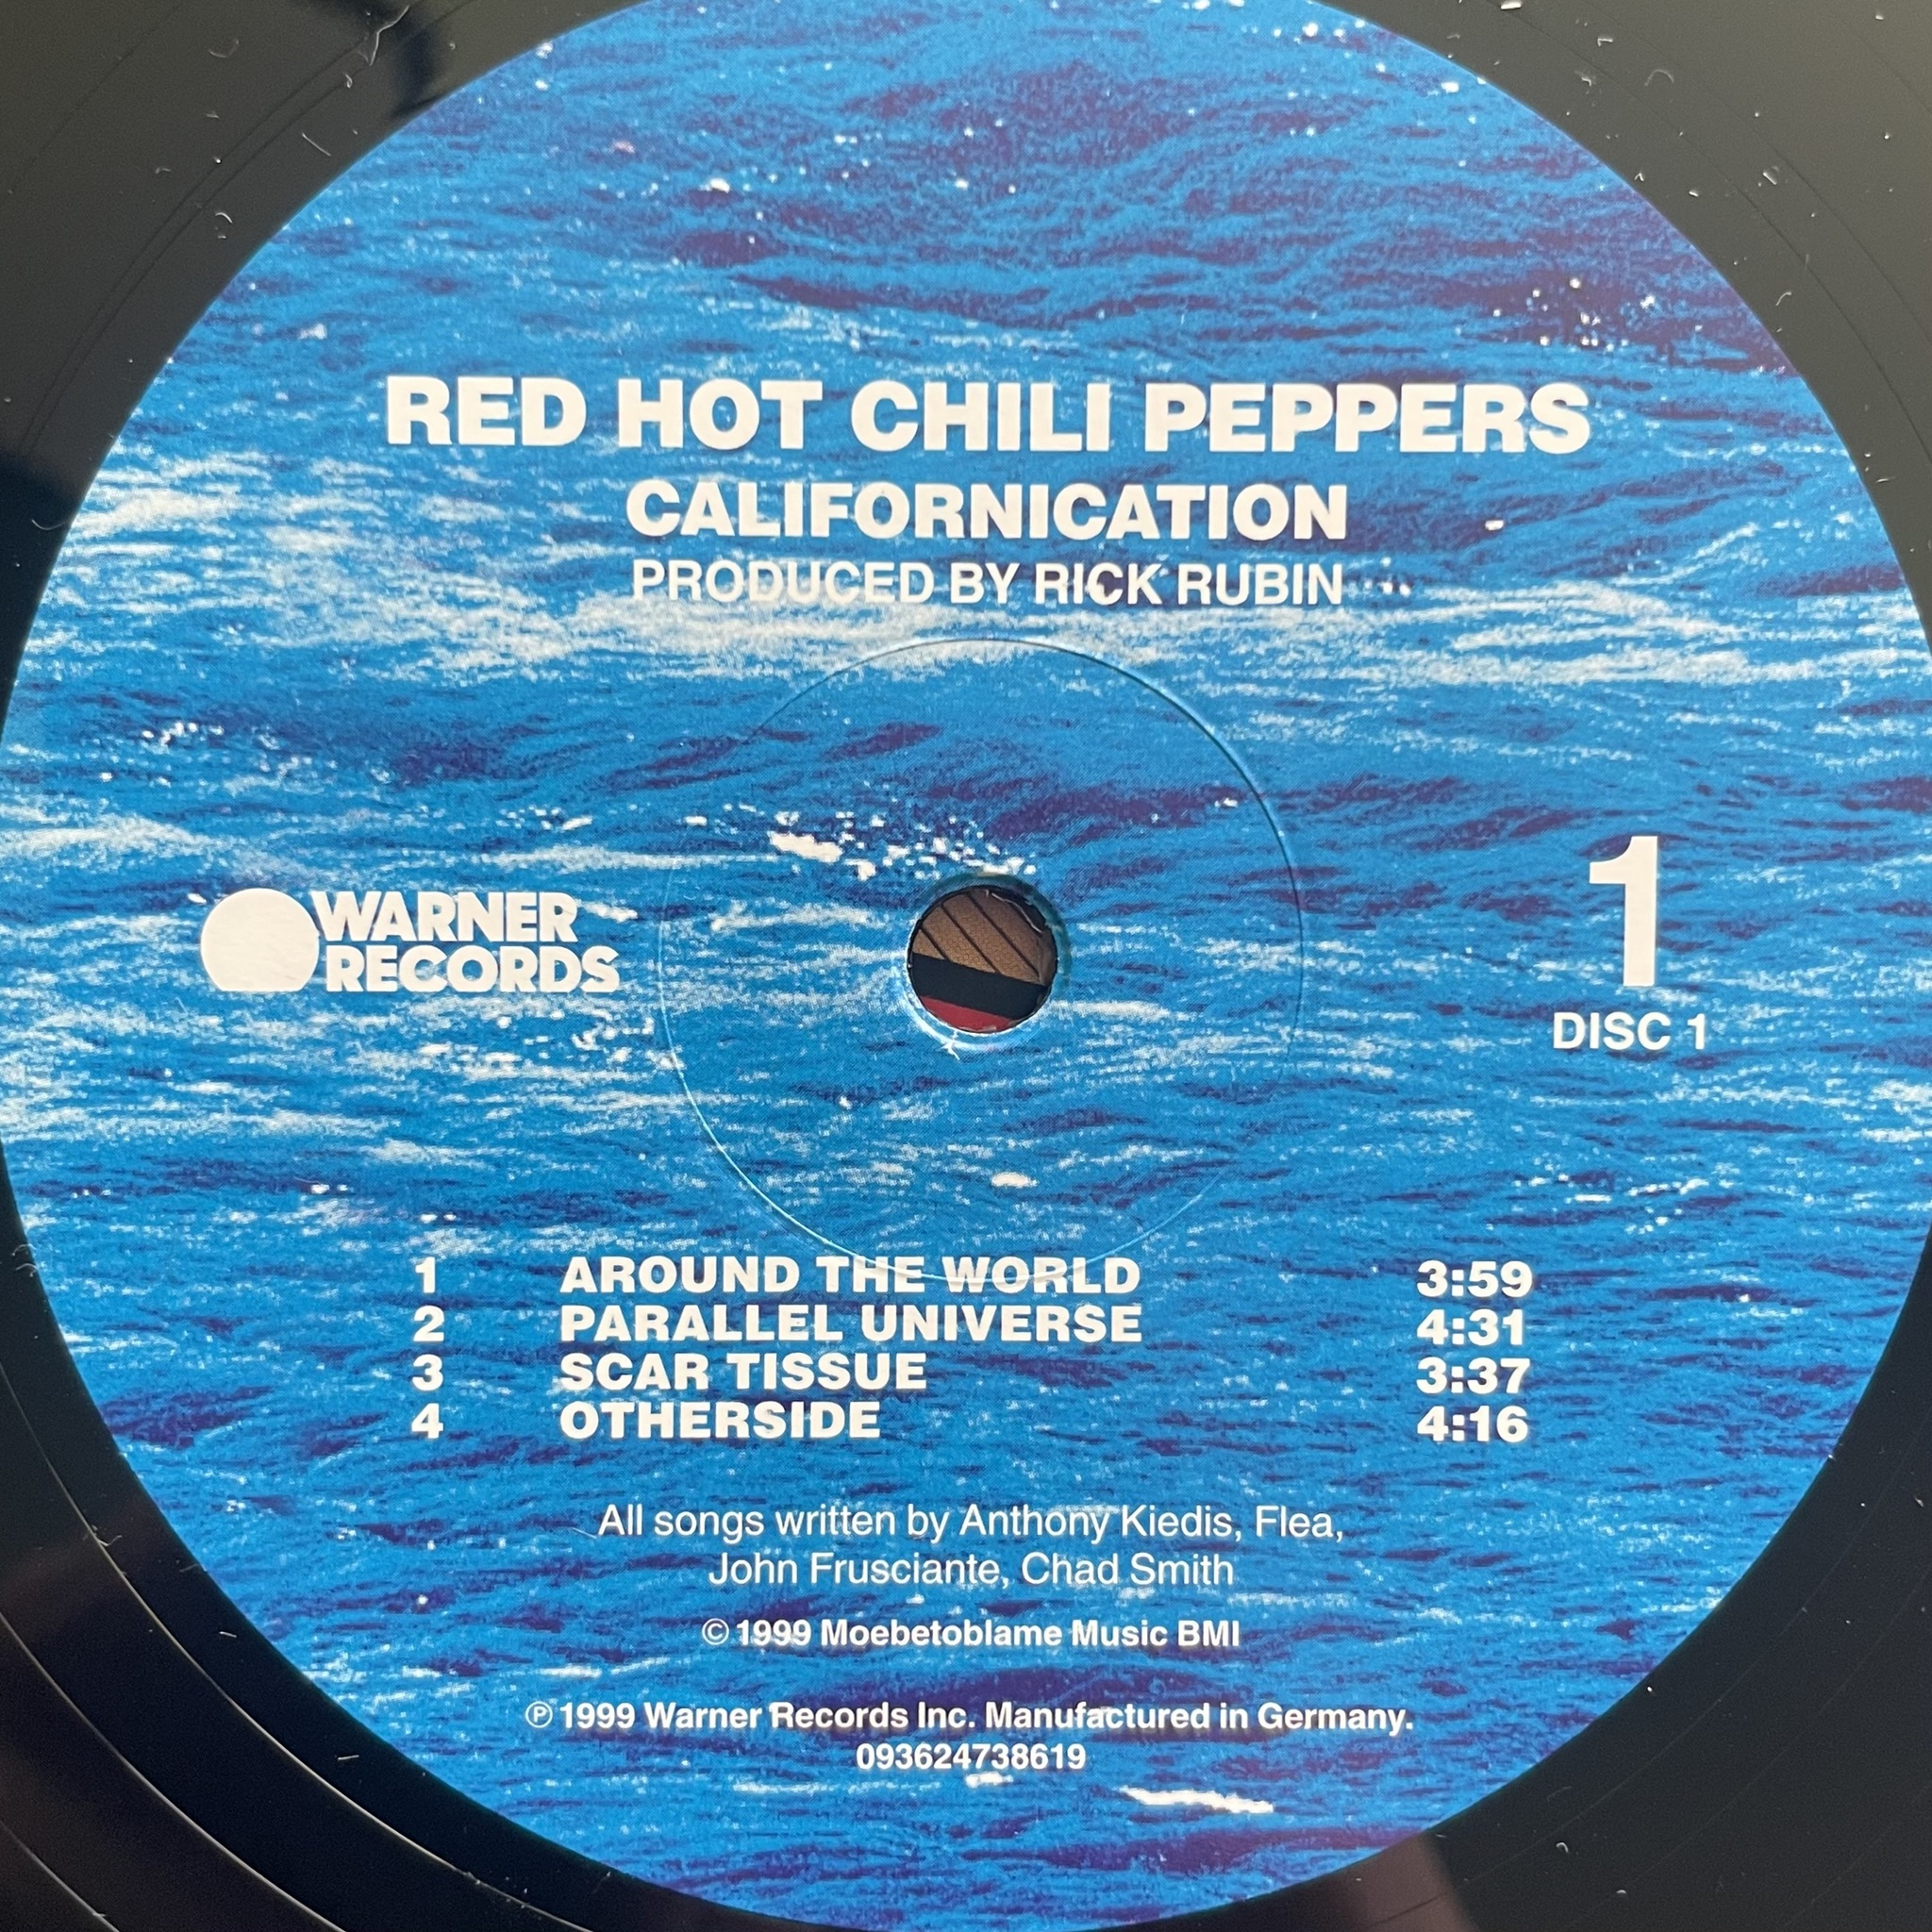 RED HOT CHILI PEPPERS
CALIFORNICATION
PRODUCED BY RICK RUBIN
WARNER
RECORDS
1
DISC 1
1 AROUND THE WORLD 3:59
2 PARALLEL UNIVERSE 4:31
3 SCAR TISSUE 3:37
4 OTHERSIDE 4:16
All songs written by Anthony Kiedis, Flea,
John Frusciante, Chad Smith
© 1999 Moebetoblame Music BMI
℗ 1999 Warner Records Inc. Manufactured in Germany.
093624738619